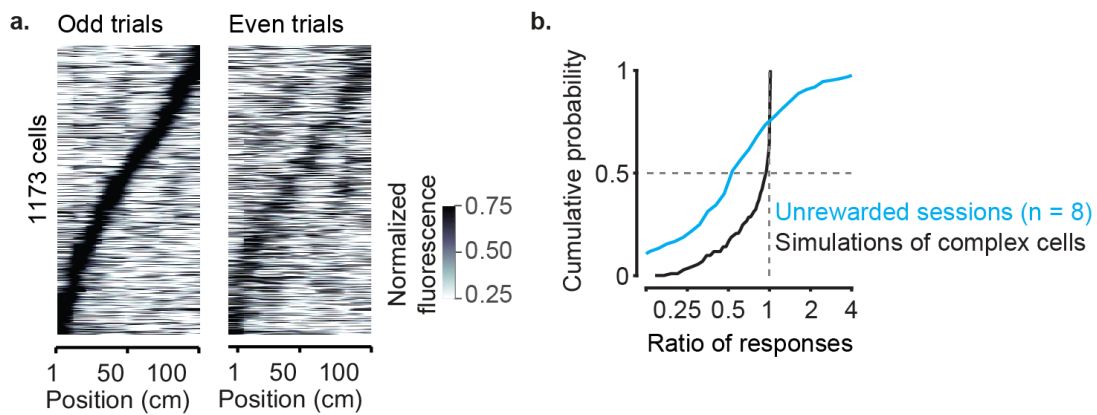 a. Odd trials Even trials
1173 cells
1 50 100
Position (cm)
1 50 100
Position (cm)
Normalized
fluorescence
0.75
0.50
0.25
b.
Cumulative probability
1
0.5
0
Unrewarded sessions (n = 8)
Simulations of complex cells
0.25 0.5 1 2 4
Ratio of responses